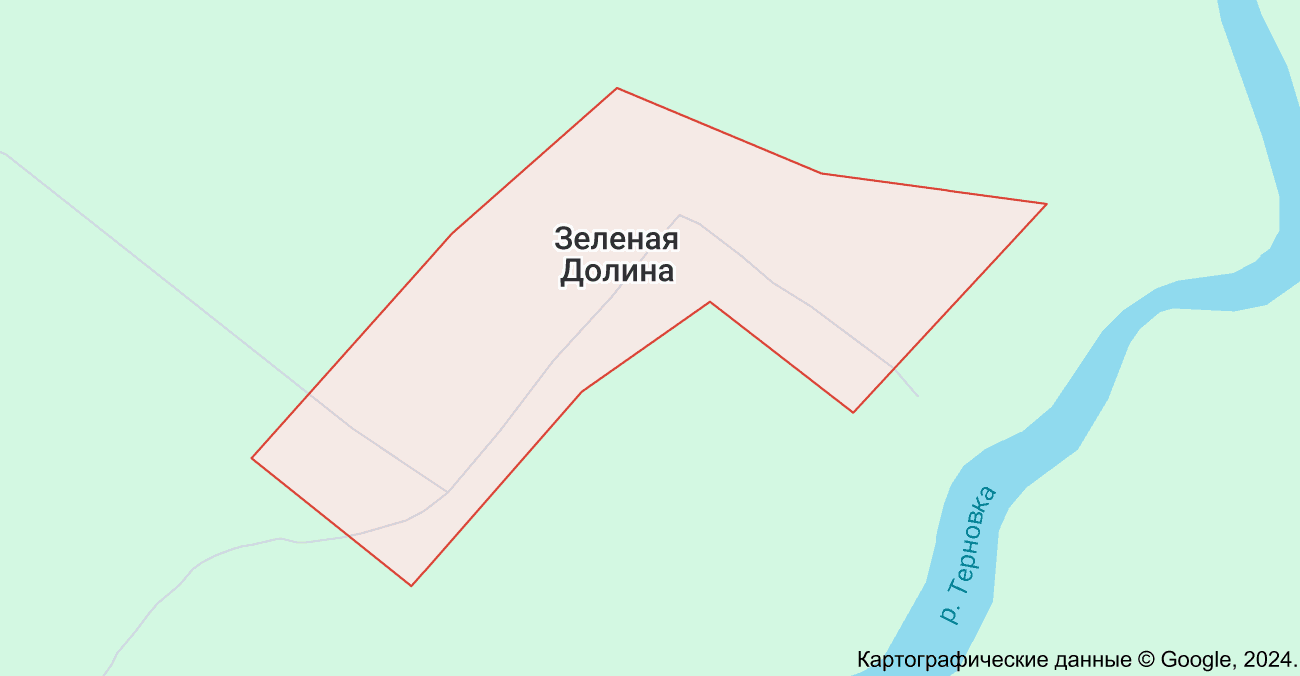 Зеленая
Долина
р. Терновка
Картографические данные © Google, 2024.